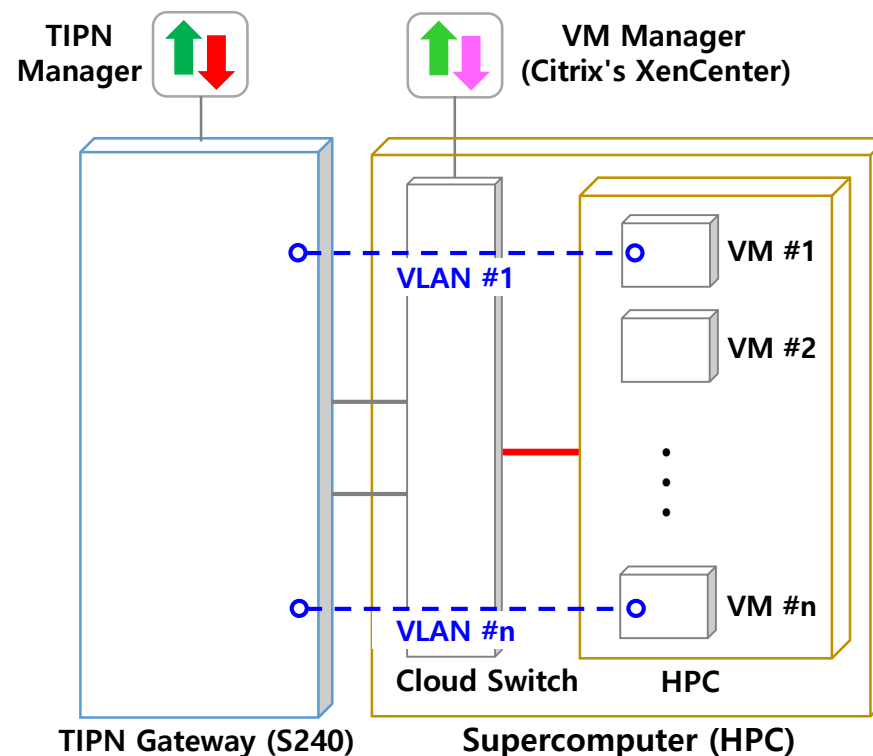 TIPN
Manager
VM Manager
(Citrix's XenCenter)
VM #1
VLAN #1
VM #2
VM #n
VLAN #n
Cloud Switch
HPC
TIPN Gateway (S240)
Supercomputer (HPC)